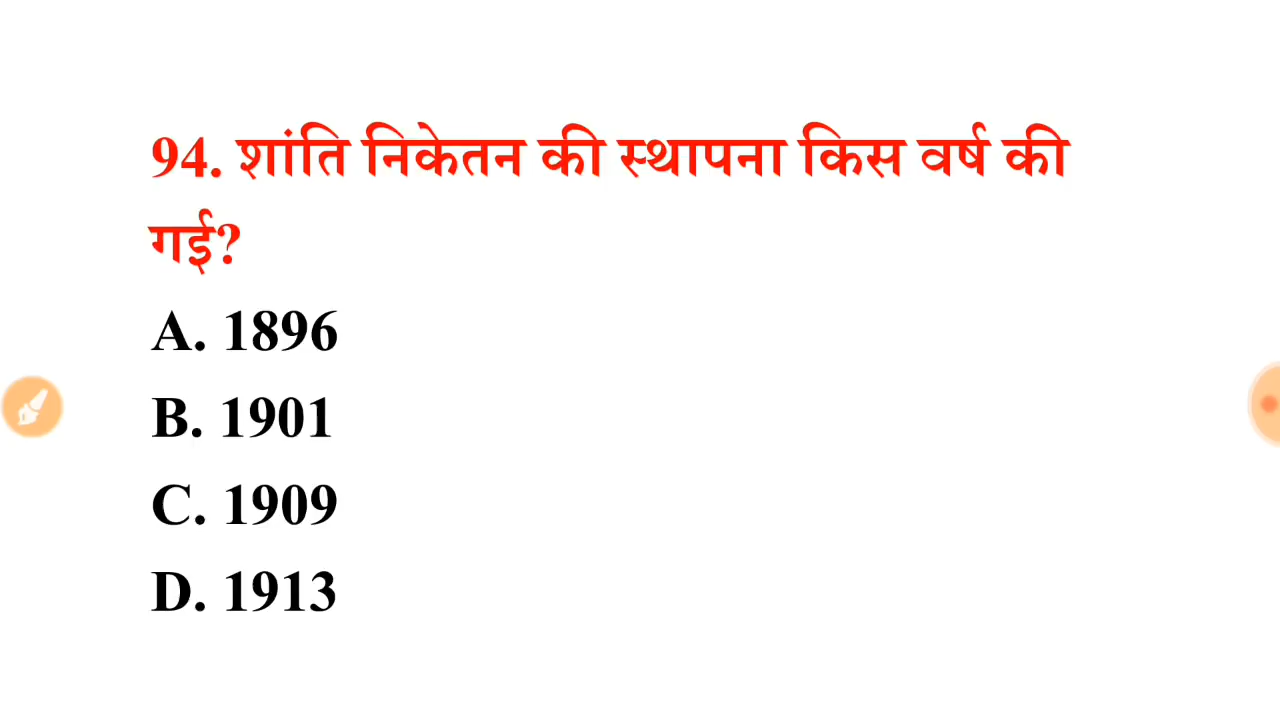 94. शांति निकेतन की स्थापना किस वर्ष की
गई?
A. 1896
B. 1901
C. 1909
D. 1913